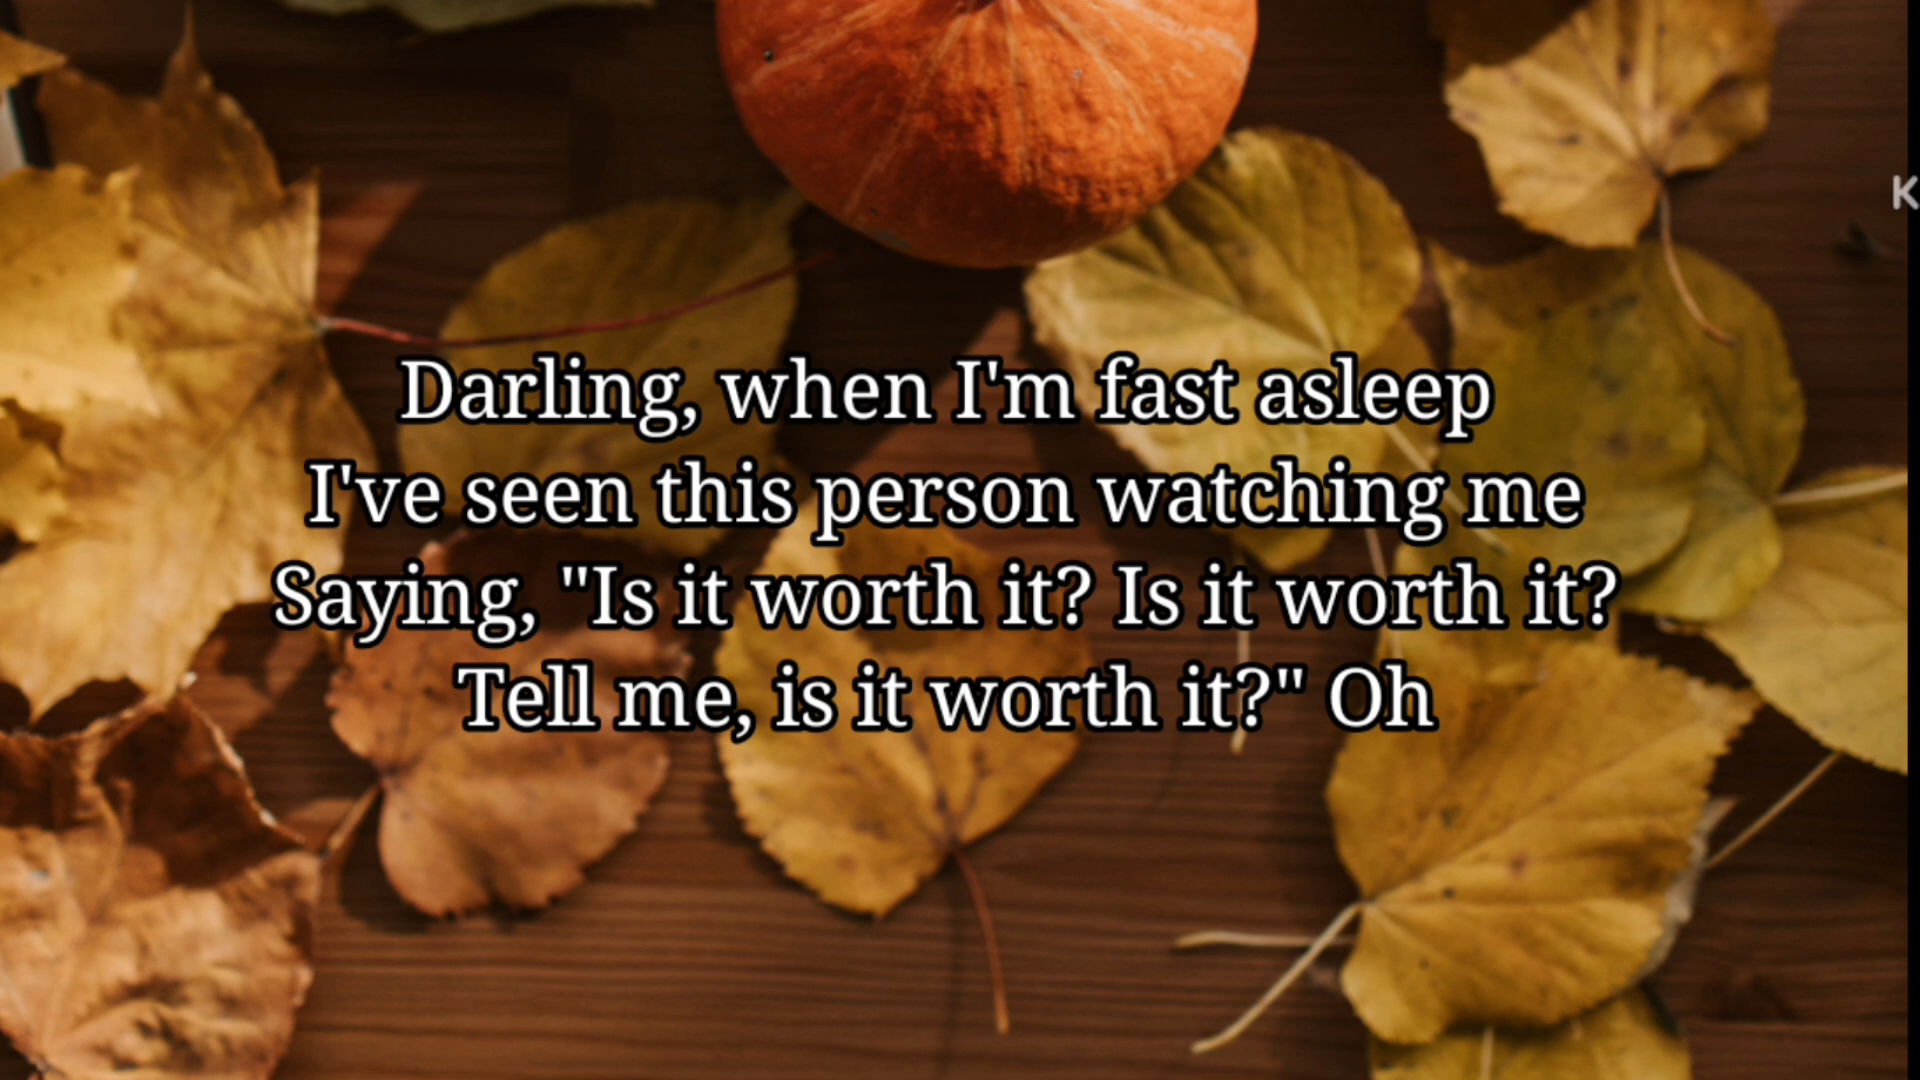 Darling, when I'm fast asleep
I've seen this person watching me
Saying, "Is it worth it? Is it worth it?
Tell me, is it worth it?" Oh
K